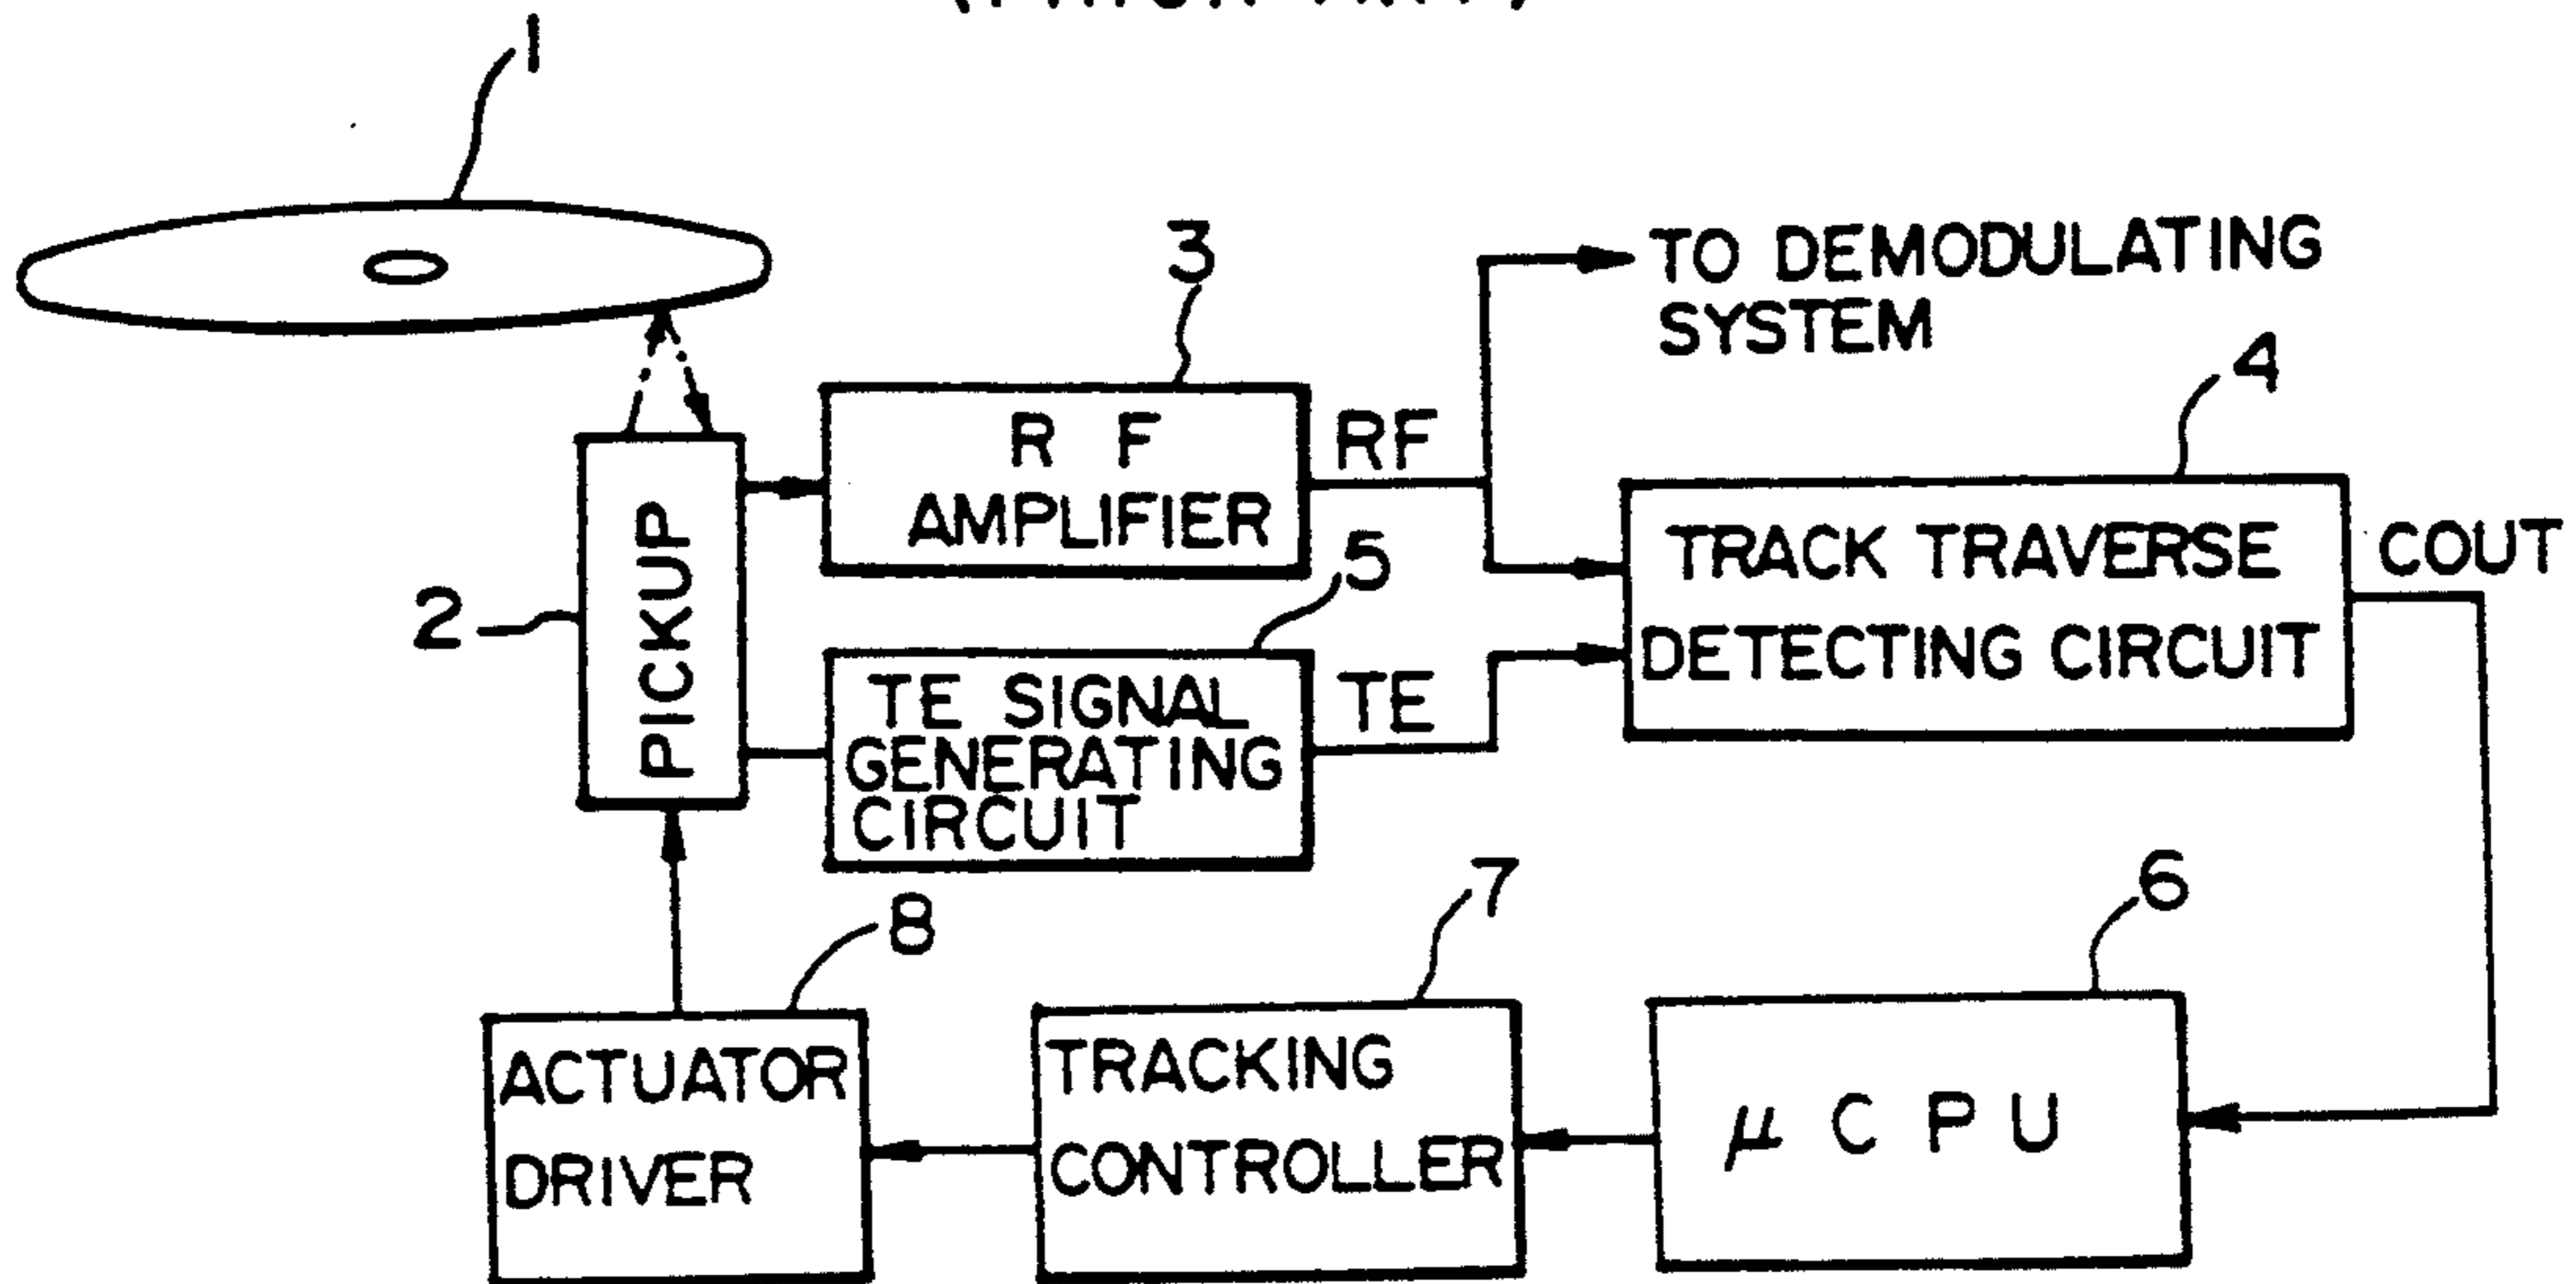 1
3
TO DEMODULATING
SYSTEM
4
R F
AMPLIFIER
RF
TRACK TRAVERSE
DETECTING CIRCUIT
COUT
2
PICKUP
5
TE SIGNAL
GENERATING
CIRCUIT
TE
8
7
6
ACTUATOR
DRIVER
TRACKING
CONTROLLER
μ C P U